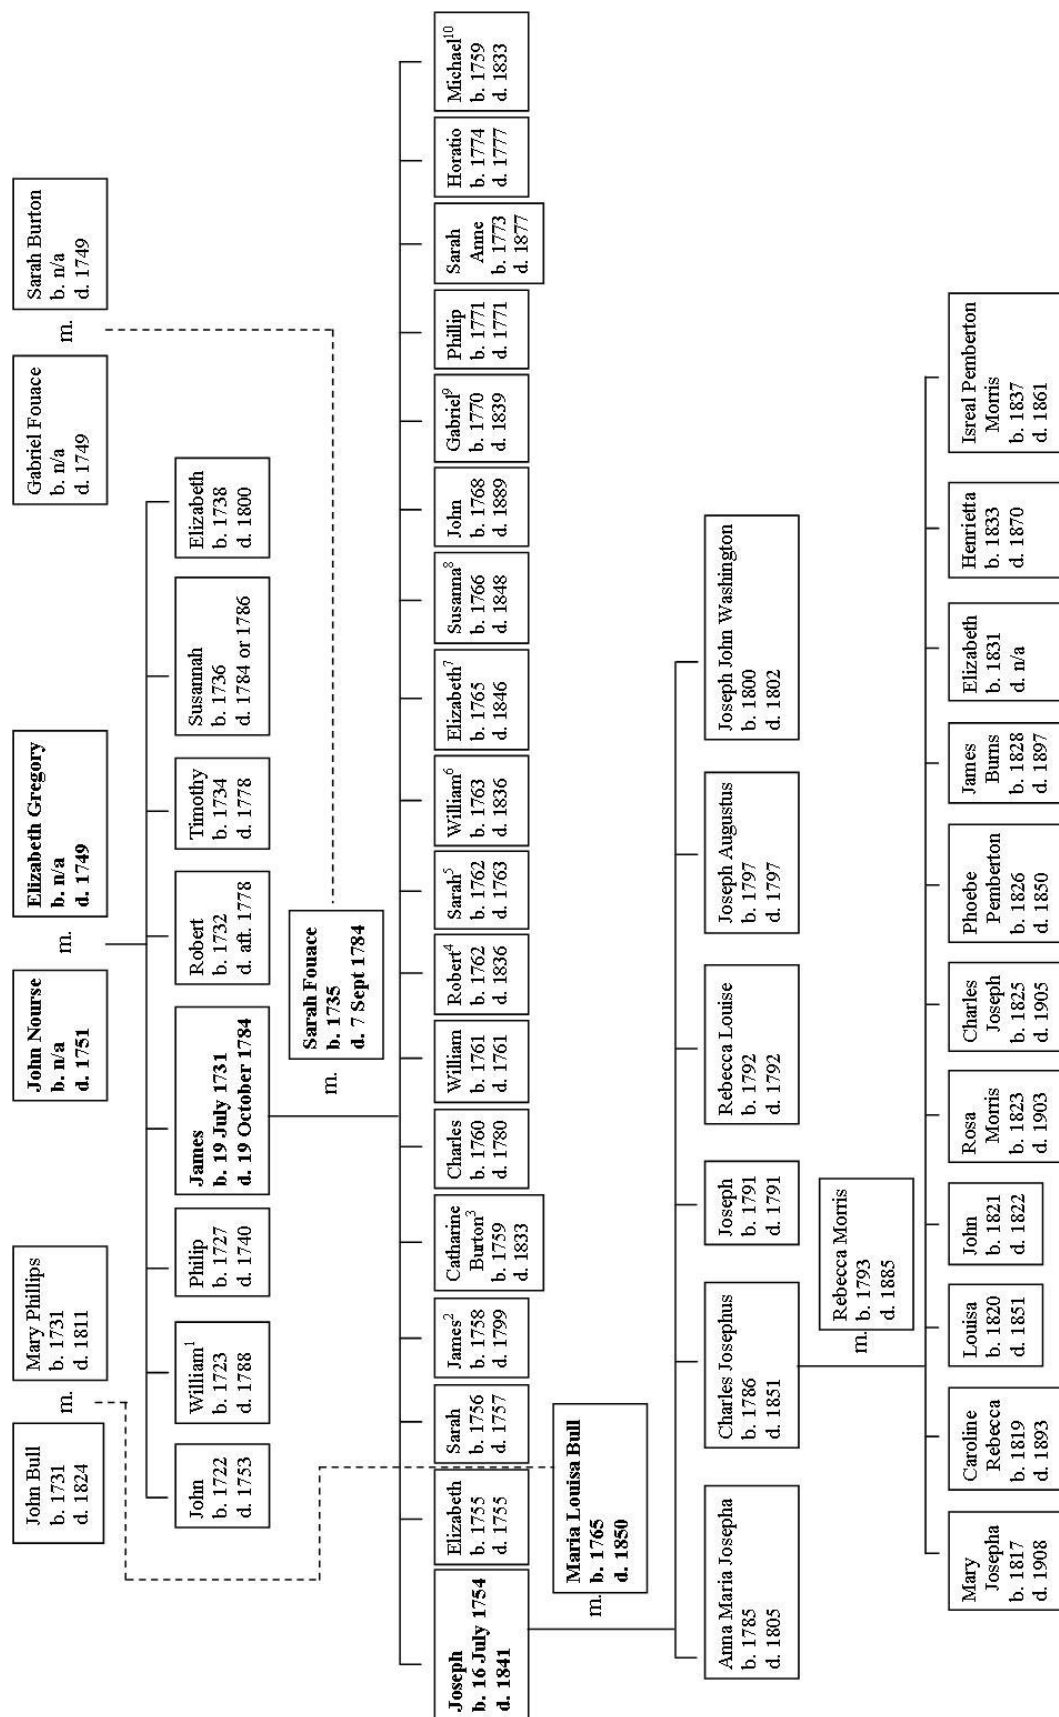 John Bull
b. 1731
d. 1824
m.
Mary Phillips
b. 1731
d. 1811
John Nourse
b. n/a
d. 1751
m.
Elizabeth Gregory
b. n/a
d. 1749
Gabriel Fouace
b. n/a
d. 1749
m.
Sarah Burton
b. n/a
d. 1749
John
b. 1722
d. 1753
William1
b. 1723
d. 1788
Philip
b. 1727
d. 1740
James
b. 19 July 1731
d. 19 October 1784
Robert
b. 1732
d. aft. 1778
Timothy
b. 1734
d. 1778
Susannah
b. 1736
d. 1784 or 1786
Elizabeth
b. 1738
d. 1800
m.
Sarah Fouace
b. 1735
d. 7 Sept 1784
Joseph
b. 16 July 1754
d. 1841
Elizabeth
b. 1755
d. 1755
Sarah
b. 1756
d. 1757
James2
b. 1758
d. 1799
Catharine
Burton3
b. 1759
d. 1833
Charles
b. 1760
d. 1780
William
b. 1761
d. 1761
Robert4
b. 1762
d. 1836
Sarah5
b. 1762
d. 1763
William6
b. 1763
d. 1836
Elizabeth7
b. 1765
d. 1846
Susanna8
b. 1766
d. 1848
John
b. 1768
d. 1889
Gabriel9
b. 1770
d. 1839
Phillip
b. 1771
d. 1771
Sarah
Anne
b. 1773
d. 1877
Horatio
b. 1774
d. 1777
Michael10
b. 1759
d. 1833
m.
Maria Louisa Bull
b. 1765
d. 1850
Anna Maria Josepha
b. 1785
d. 1805
Charles Josephus
b. 1786
d. 1851
Joseph
b. 1791
d. 1791
Rebecca Louise
b. 1792
d. 1792
Joseph Augustus
b. 1797
d. 1797
Joseph John Washington
b. 1800
d. 1802
m.
Rebecca Morris
b. 1793
d. 1885
Mary
Josepha
b. 1817
d. 1908
Caroline
Rebecca
b. 1819
d. 1893
Louisa
b. 1820
d. 1851
John
b. 1821
d. 1822
Rosa
Morris
b. 1823
d. 1903
Charles
Joseph
b. 1825
d. 1905
Phoebe
Pemberton
b. 1826
d. 1850
James
Burns
b. 1828
d. 1897
Elizabeth
b. 1831
d. n/a
Henrietta
b. 1833
d. 1870
Isreal Pemberton
Morris
b. 1837
d. 1861